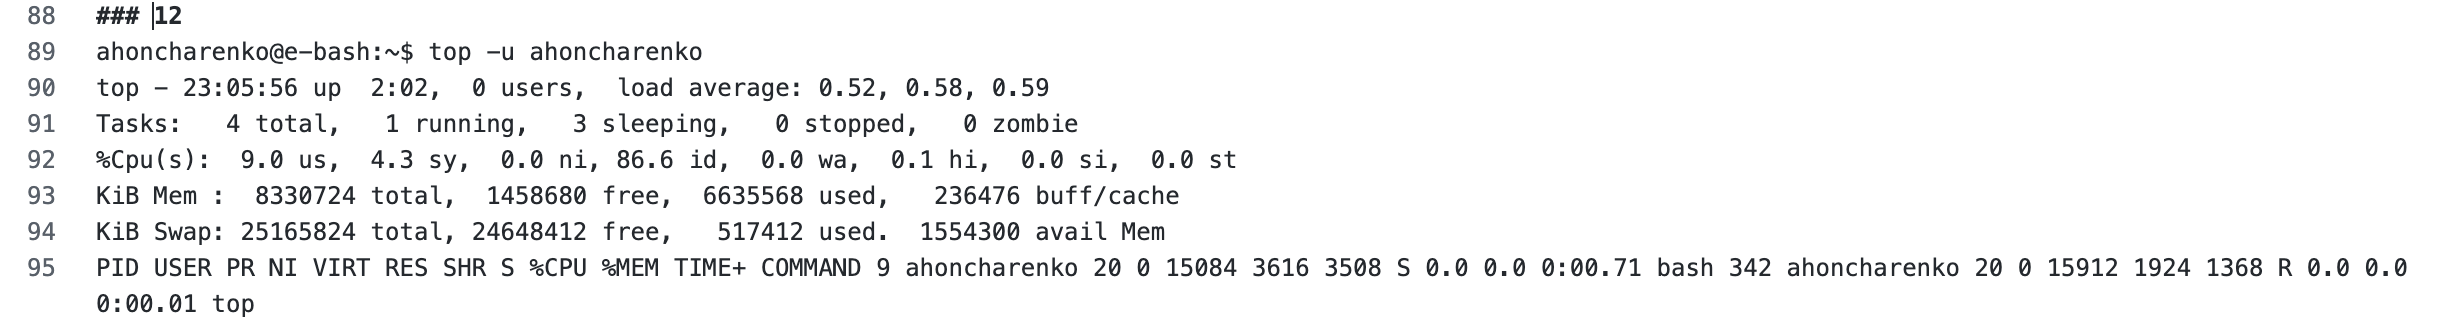 88 ### 12
89 ahoncharenko@e-bash:~$ top -u ahoncharenko
90 top - 23:05:56 up  2:02,  0 users,  load average: 0.52, 0.58, 0.59
91 Tasks:   4 total,   1 running,   3 sleeping,   0 stopped,   0 zombie
92 %Cpu(s):  9.0 us,  4.3 sy,  0.0 ni, 86.6 id,  0.0 wa,  0.1 hi,  0.0 si,  0.0 st
93 KiB Mem :  8330724 total,  1458680 free,  6635568 used,   236476 buff/cache
94 KiB Swap: 25165824 total, 24648412 free,   517412 used.  1554300 avail Mem
95 PID USER PR NI VIRT RES SHR S %CPU %MEM TIME+ COMMAND 9 ahoncharenko 20 0 15084 3616 3508 S 0.0 0.0 0:00.71 bash 342 ahoncharenko 20 0 15912 1924 1368 R 0.0 0.0
0:00.01 top